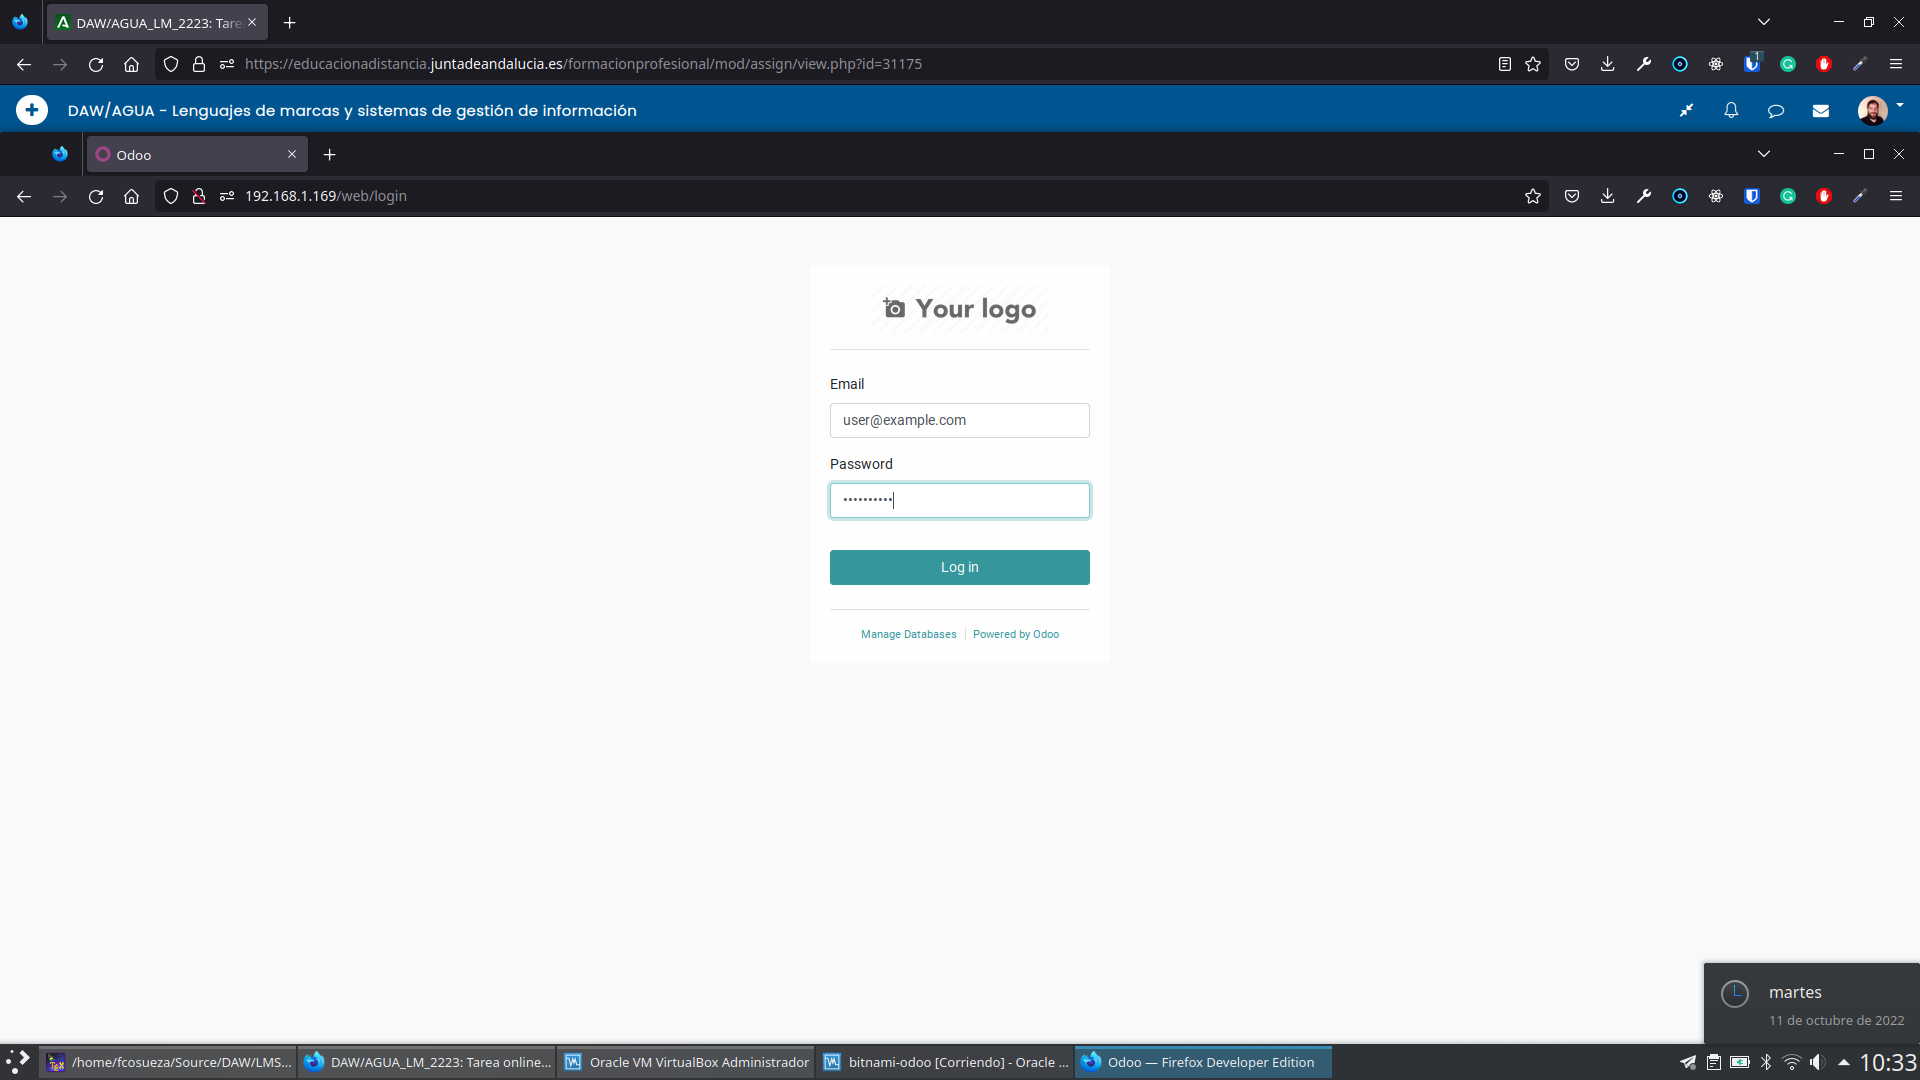 DAW/AGUA_LM_2223: Tare
https://educacionadistancia.juntadeandalucia.es/formacionprofesional/mod/assign/view.php?id=31175
1
DAW/AGUA - Lenguajes de marcas y sistemas de gestión de información
Odoo
192.168.1.169/web/login
Your logo
Email
user@example.com
Password
••••••••••
Log in
Manage Databases
Powered by Odoo
martes
11 de octubre de 2022
/home/fcosueza/Source/DAW/LMS...
DAW/AGUA_LM_2223: Tarea online...
Oracle VM VirtualBox Administrador
bitnami-odoo [Corriendo] - Oracle ...
Odoo — Firefox Developer Edition
10:33